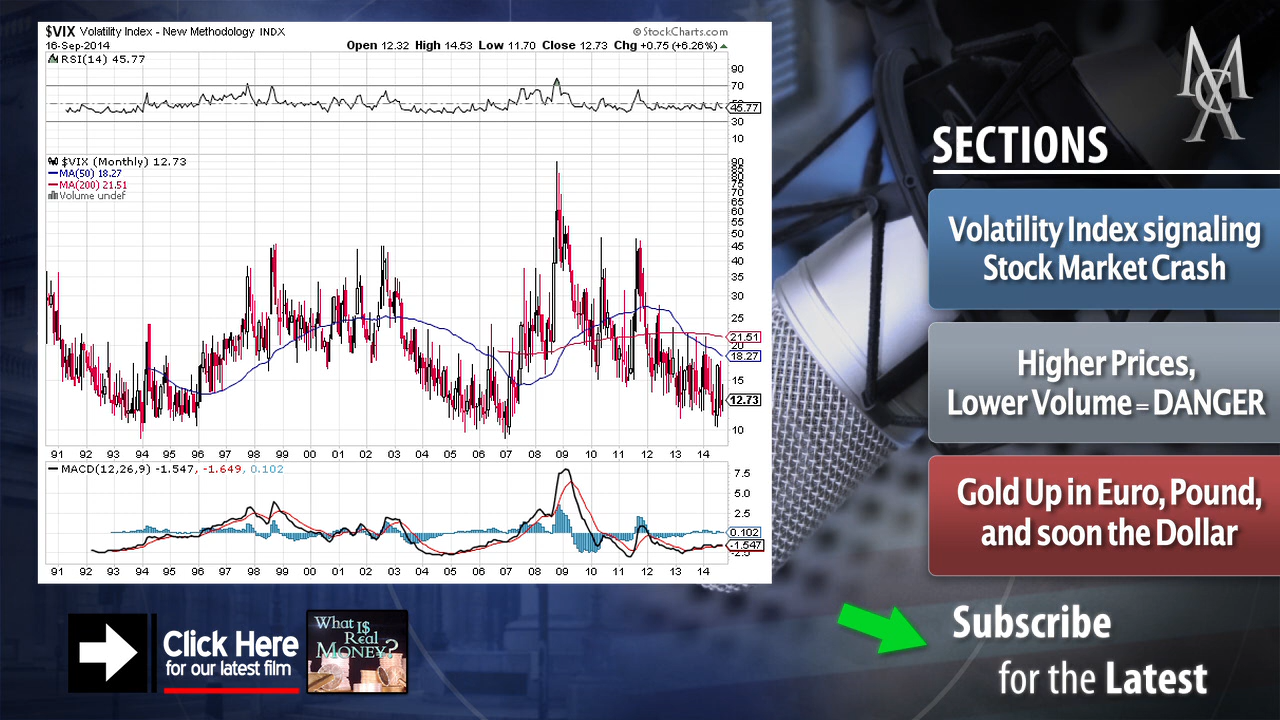 $VIX Volatility Index - New Methodology INDX
© StockCharts.com
16-Sep-2014
Open 12.32 High 14.53 Low 11.70 Close 12.73 Chg +0.75 (+6.26%)
RSI(14) 45.77
90
70
50
45.77
30
10
$VIX (Monthly) 12.73
MA(50) 18.27
MA(200) 21.51
Volume undef
90
85
80
75
70
65
60
55
50
45
40
35
30
25
21.51
20
18.27
15
12.73
10
91 92 93 94 95 96 97 98 99 00 01 02 03 04 05 06 07 08 09 10 11 12 13 14
MACD(12,26,9) -1.547, -1.649, 0.102
7.5
5.0
2.5
0.102
-1.547
-2.5
91 92 93 94 95 96 97 98 99 00 01 02 03 04 05 06 07 08 09 10 11 12 13 14
Click Here
for our latest film
What I$
Real
MONEY?
MCA
SECTIONS
Volatility Index signaling
Stock Market Crash
Higher Prices,
Lower Volume = DANGER
Gold Up in Euro, Pound,
and soon the Dollar
Subscribe
for the Latest